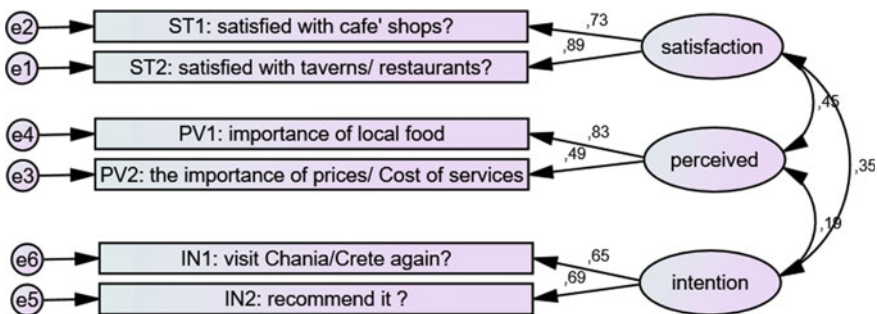 e2 ST1: satisfied with cafe' shops? ,73
satisfaction
e1 ST2: satisfied with taverns/ restaurants? ,89
,45
e4 PV1: importance of local food ,83
perceived
e3 PV2: the importance of prices/ Cost of services ,49
,35
,19
e6 IN1: visit Chania/Crete again? ,65
intention
e5 IN2: recommend it ? ,69